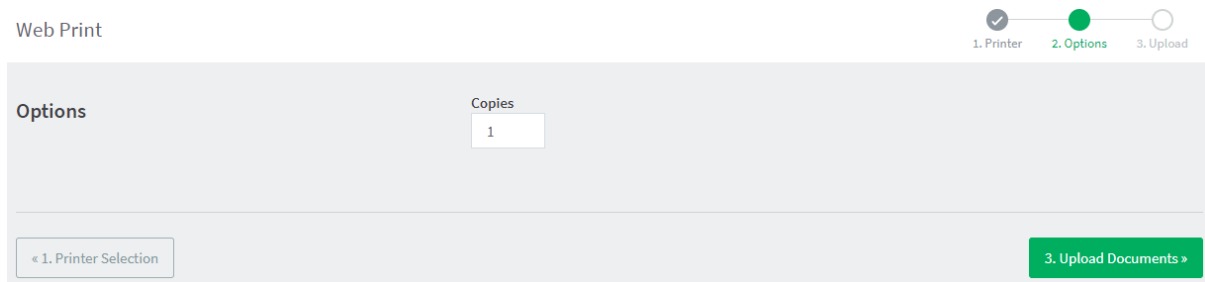 Web Print
1. Printer
2. Options
3. Upload
Options
Copies
1
« 1. Printer Selection
3. Upload Documents »